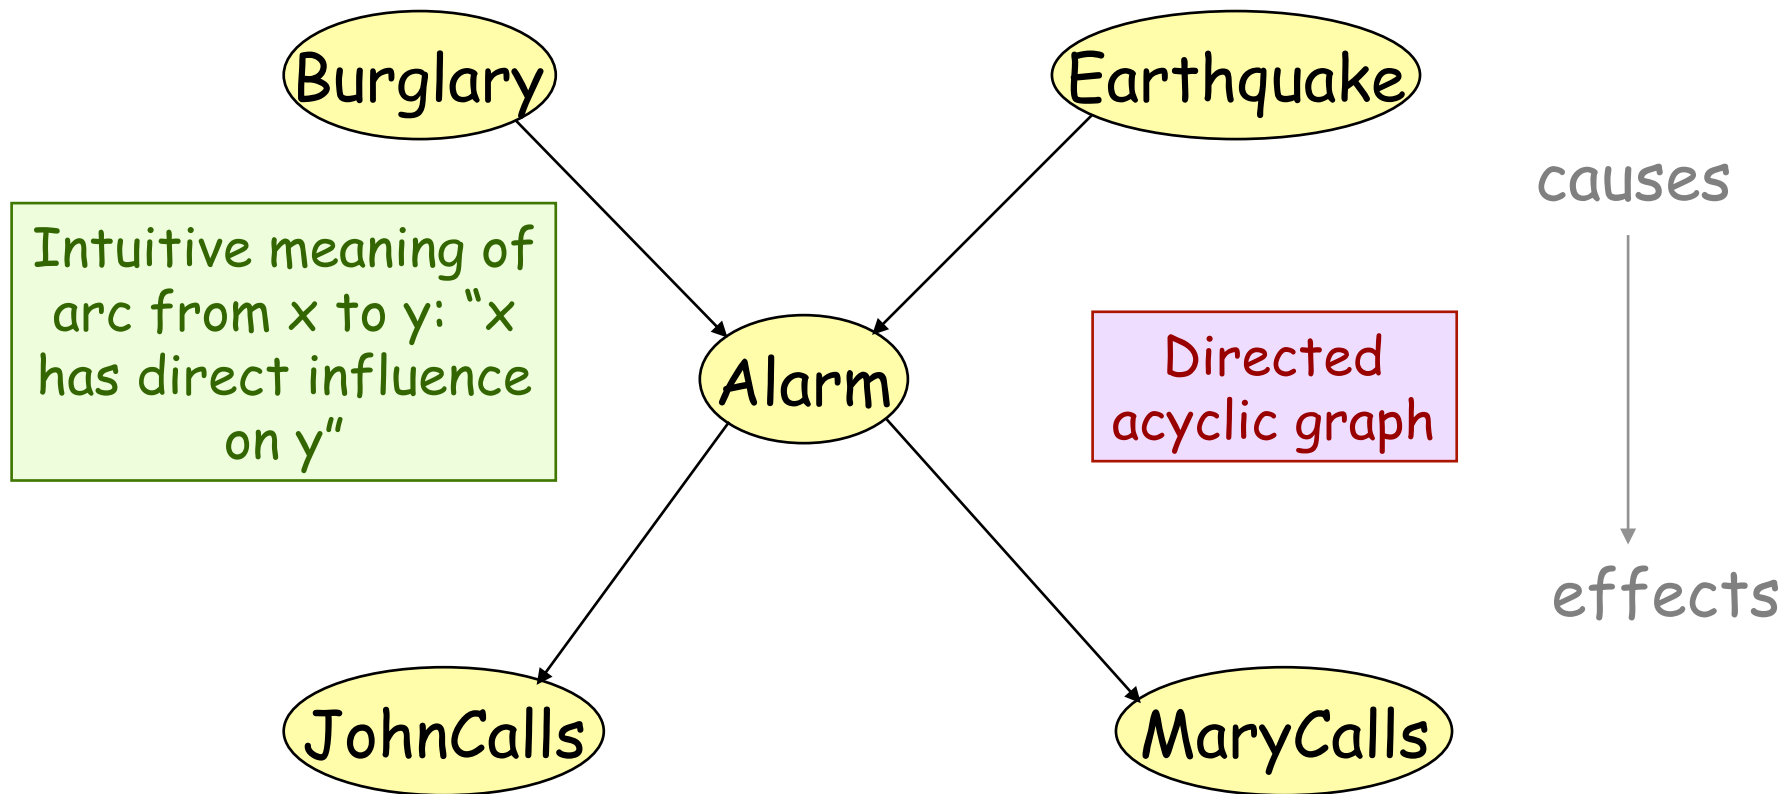 Burglary
Earthquake
causes
Intuitive meaning of
arc from x to y: “x
has direct influence
on y”
Alarm
Directed
acyclic graph
effects
JohnCalls
MaryCalls